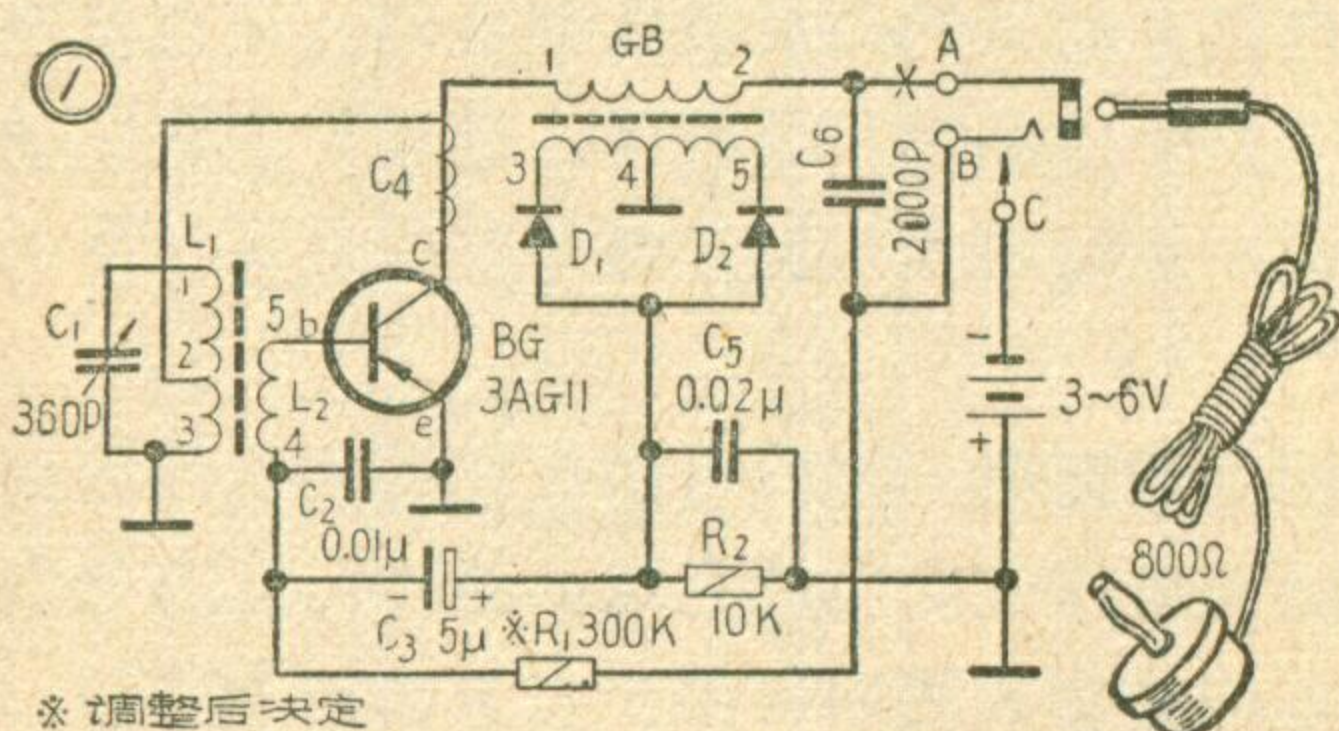 1 GB 2
A
C₄
3 4 5
C₆
2000P
B
C
D₁ D₂
L₁
1
2
3
C₁
360P
5 b
c
e
L₂
4
BG
3AG11
C₅
0.02μ
C₂
0.01μ
R₂
10K
- +
C₃ 5μ
※R₁ 300K
-
+
3~6V
800Ω
※ 调整后决定